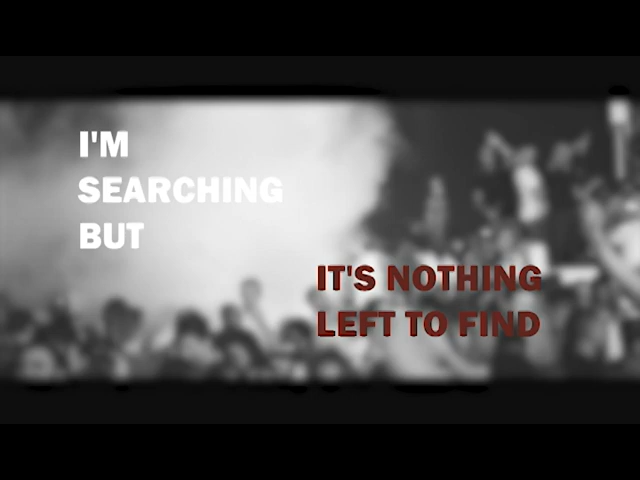 I'M
SEARCHING
BUT
IT'S NOTHING
LEFT TO FIND